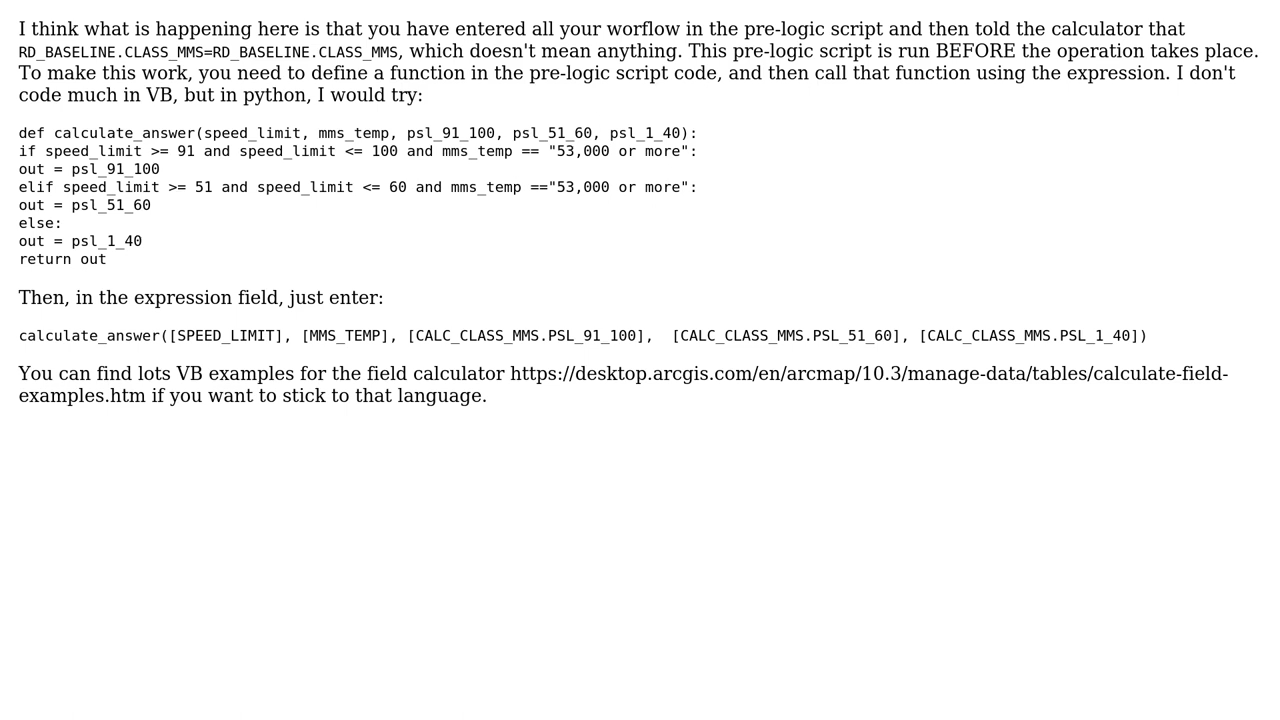 I think what is happening here is that you have entered all your worflow in the pre-logic script and then told the calculator that
RD_BASELINE.CLASS_MMS=RD_BASELINE.CLASS_MMS, which doesn't mean anything. This pre-logic script is run BEFORE the operation takes place.
To make this work, you need to define a function in the pre-logic script code, and then call that function using the expression. I don't
code much in VB, but in python, I would try:
def calculate_answer(speed_limit, mms_temp, psl_91_100, psl_51_60, psl_1_40):
if speed_limit >= 91 and speed_limit <= 100 and mms_temp == "53,000 or more":
out = psl_91_100
elif speed_limit >= 51 and speed_limit <= 60 and mms_temp =="53,000 or more":
out = psl_51_60
else:
out = psl_1_40
return out
Then, in the expression field, just enter:
calculate_answer([SPEED_LIMIT], [MMS_TEMP], [CALC_CLASS_MMS.PSL_91_100],  [CALC_CLASS_MMS.PSL_51_60], [CALC_CLASS_MMS.PSL_1_40])
You can find lots VB examples for the field calculator https://desktop.arcgis.com/en/arcmap/10.3/manage-data/tables/calculate-field-
examples.htm if you want to stick to that language.